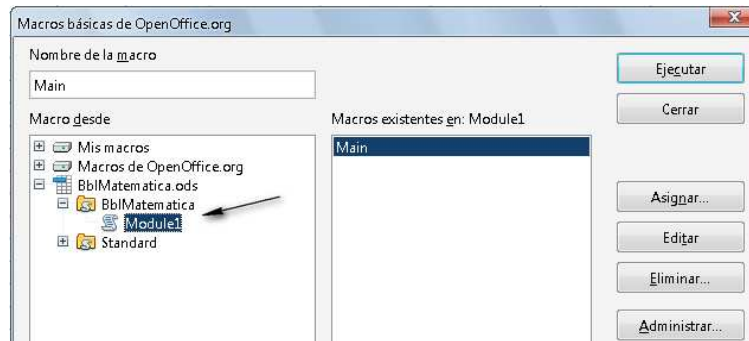 Macros básicas de OpenOffice.org
Nombre de la macro
Main
Macro desde
Mis macros
Macros de OpenOffice.org
BblMatematica.ods
BblMatematica
Module1
Standard
Macros existentes en: Module1
Main
Ejecutar
Cerrar
Asignar...
Editar
Eliminar...
Administrar...